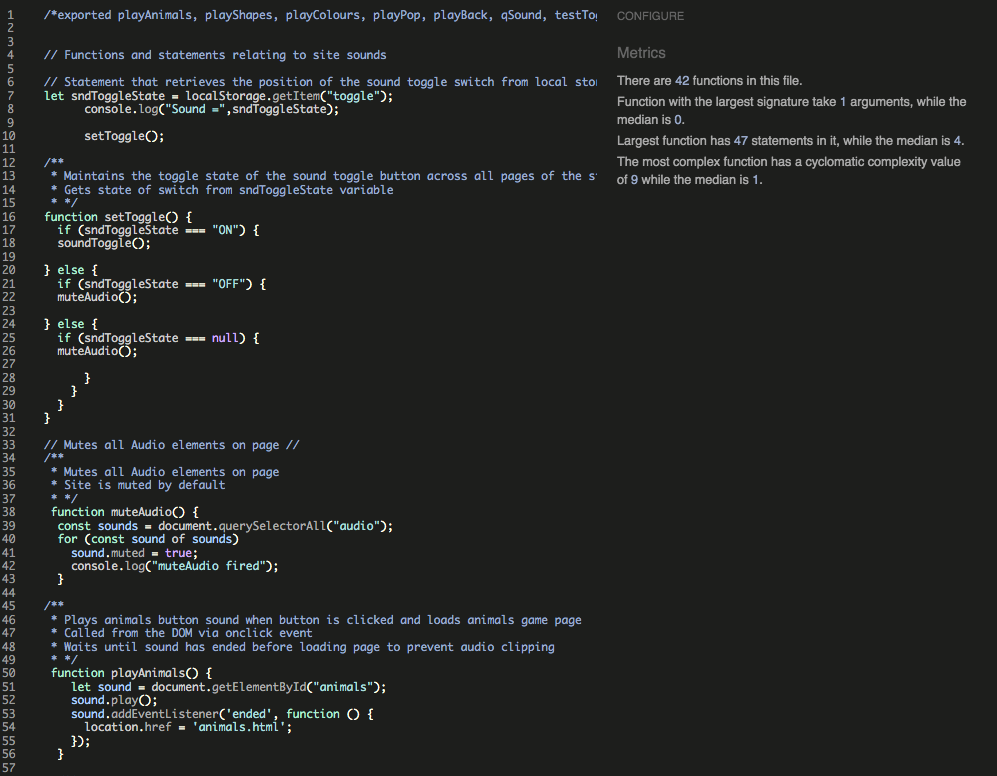 1 /*exported playAnimals, playShapes, playColours, playPop, playBack, qSound, testTog
2
3
4 // Functions and statements relating to site sounds
5
6 // Statement that retrieves the position of the sound toggle switch from local stor
7 let sndToggleState = localStorage.getItem("toggle");
8 console.log("Sound =",sndToggleState);
9
10 setToggle();
11
12 /**
13 * Maintains the toggle state of the sound toggle button across all pages of the s
14 * Gets state of switch from sndToggleState variable
15 * */
16 function setToggle() {
17 if (sndToggleState === "ON") {
18 soundToggle();
19
20 } else {
21 if (sndToggleState === "OFF") {
22 muteAudio();
23
24 } else {
25 if (sndToggleState === null) {
26 muteAudio();
27
28 }
29 }
30 }
31 }
32
33 // Mutes all Audio elements on page //
34 /**
35 * Mutes all Audio elements on page
36 * Site is muted by default
37 * */
38 function muteAudio() {
39 const sounds = document.querySelectorAll("audio");
40 for (const sound of sounds)
41 sound.muted = true;
42 console.log("muteAudio fired");
43 }
44
45 /**
46 * Plays animals button sound when button is clicked and loads animals game page
47 * Called from the DOM via onclick event
48 * Waits until sound has ended before loading page to prevent audio clipping
49 * */
50 function playAnimals() {
51 let sound = document.getElementById("animals");
52 sound.play();
53 sound.addEventListener('ended', function () {
54 location.href = 'animals.html';
55 });
56 }
57
CONFIGURE
Metrics
There are 42 functions in this file.
Function with the largest signature take 1 arguments, while the
median is 0.
Largest function has 47 statements in it, while the median is 4.
The most complex function has a cyclomatic complexity value
of 9 while the median is 1.